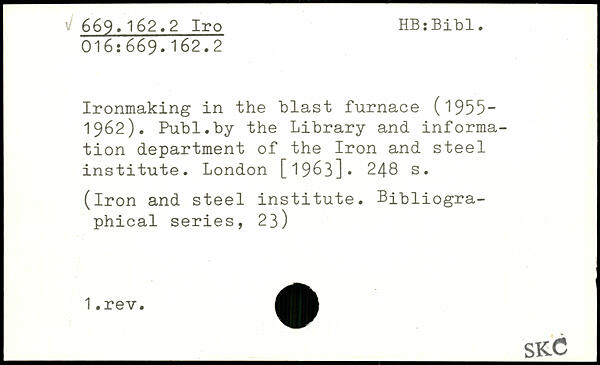 √ 669.162.2 Iro HB:Bibl.
016:669.162.2
Ironmaking in the blast furnace (1955-
1962). Publ.by the Library and informa-
tion department of the Iron and steel
institute. London [1963]. 248 s.
(Iron and steel institute. Bibliogra-
phical series, 23)
1.rev.
SKC